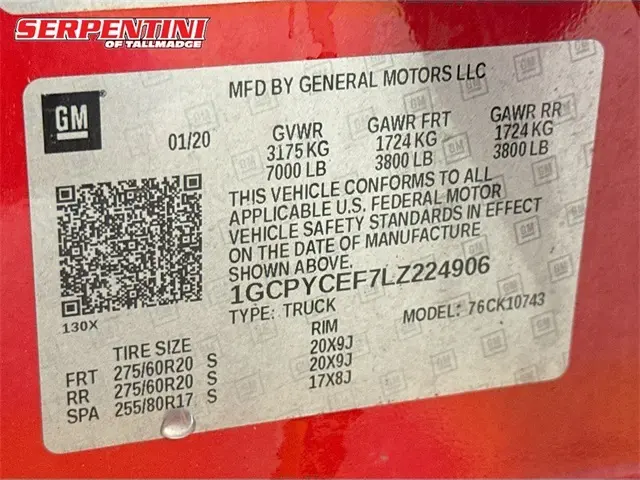 SERPENTINI
OF TALLMADGE
MFD BY GENERAL MOTORS LLC
GM
01/20
GVWR GAWR FRT GAWR RR
3175 KG 1724 KG 1724 KG
7000 LB 3800 LB 3800 LB
THIS VEHICLE CONFORMS TO ALL
APPLICABLE U.S. FEDERAL MOTOR
VEHICLE SAFETY STANDARDS IN EFFECT
ON THE DATE OF MANUFACTURE
SHOWN ABOVE.
1GCPYCEF7LZ224906
130X
TYPE: TRUCK MODEL: 76CK10743
TIRE SIZE RIM
FRT 275/60R20 S 20X9J
RR 275/60R20 S 20X9J
SPA 255/80R17 S 17X8J